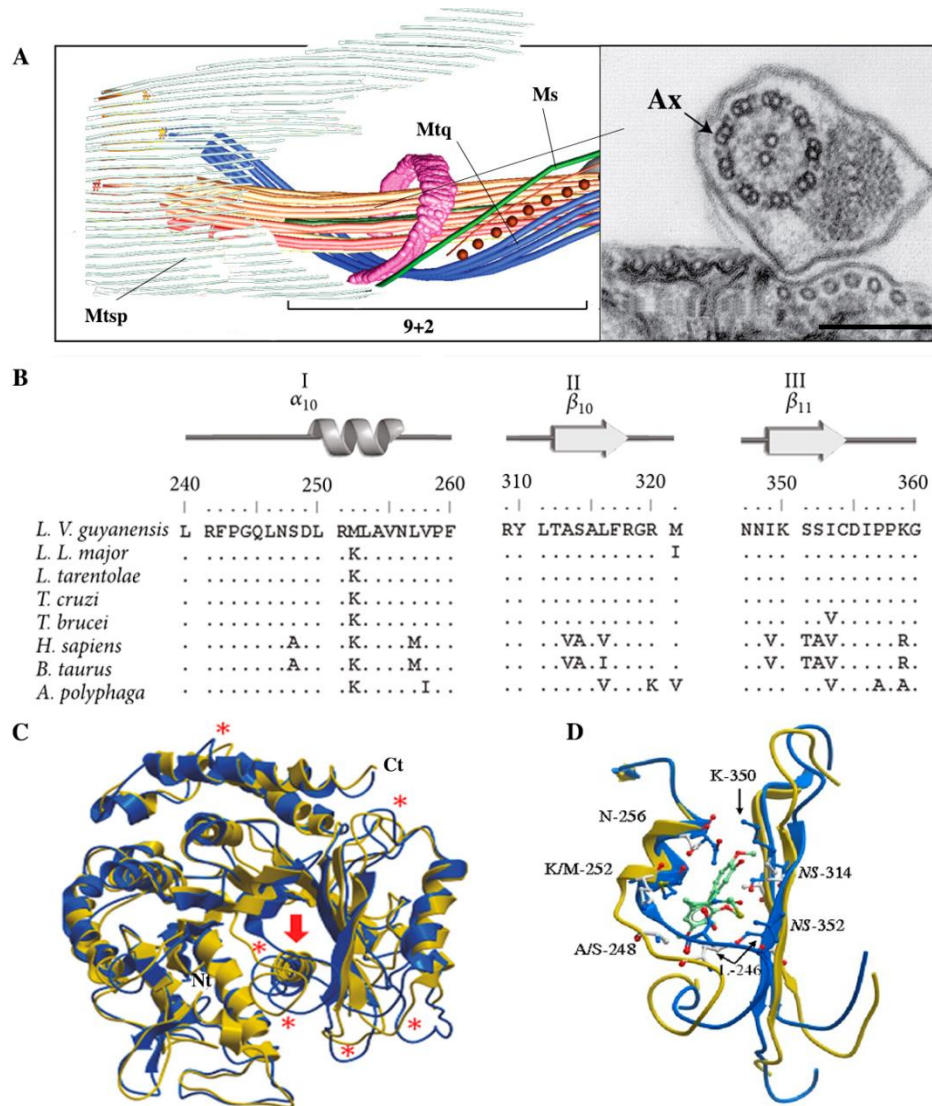 A
Mtsp
Mtq
Ms
9+2
Ax
B
I
α10
II
β10
III
β11
240 250 260 310 320 350 360
L. V. guyanensis L RFPGQLNSDL RMLAVNLVPF RY LTASALFRGR M NNIK SSICDIPPKG
L. L. major . .......... .K........ .. .......... I .... ..........
L. tarentolae . .......... .K........ .. .......... . .... ..........
T. cruzi . .......... .K........ .. .......... . .... ..........
T. brucei . .......... .K........ .. .......... . .... ..V.......
H. sapiens . .......A.. .K....M... .. ..VA.V.... . ..V. TAV.....R.
B. taurus . .......A.. .K....M... .. ..VA.I.... . ..V. TAV.....R.
A. polyphaga . .......... .K.....I.. .. .....V...K V .... ..V...A.A.
C
Ct
Nt
D
K-350
N-256
K/M-252
NS-314
NS-352
A/S-248
L-246